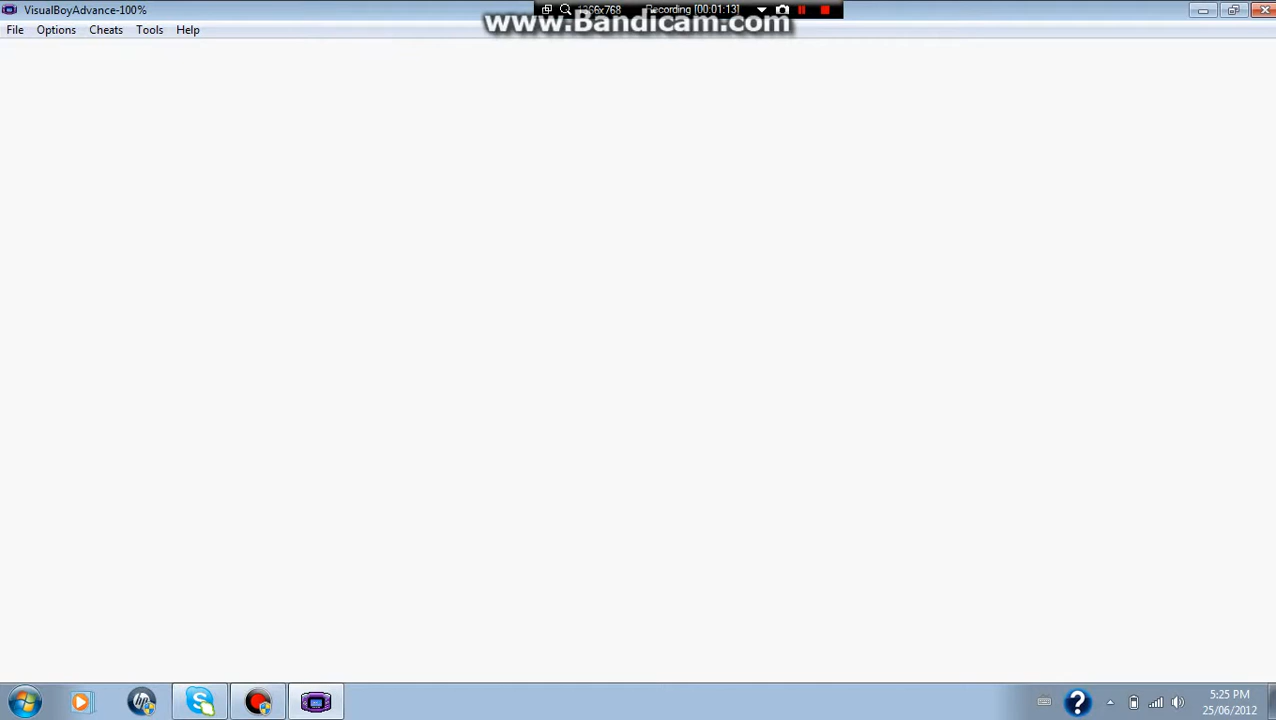 VisualBoyAdvance-100%
1366x768 Recording [00:01:13]
www.Bandicam.com
File Options Cheats Tools Help
5:25 PM
25/06/2012